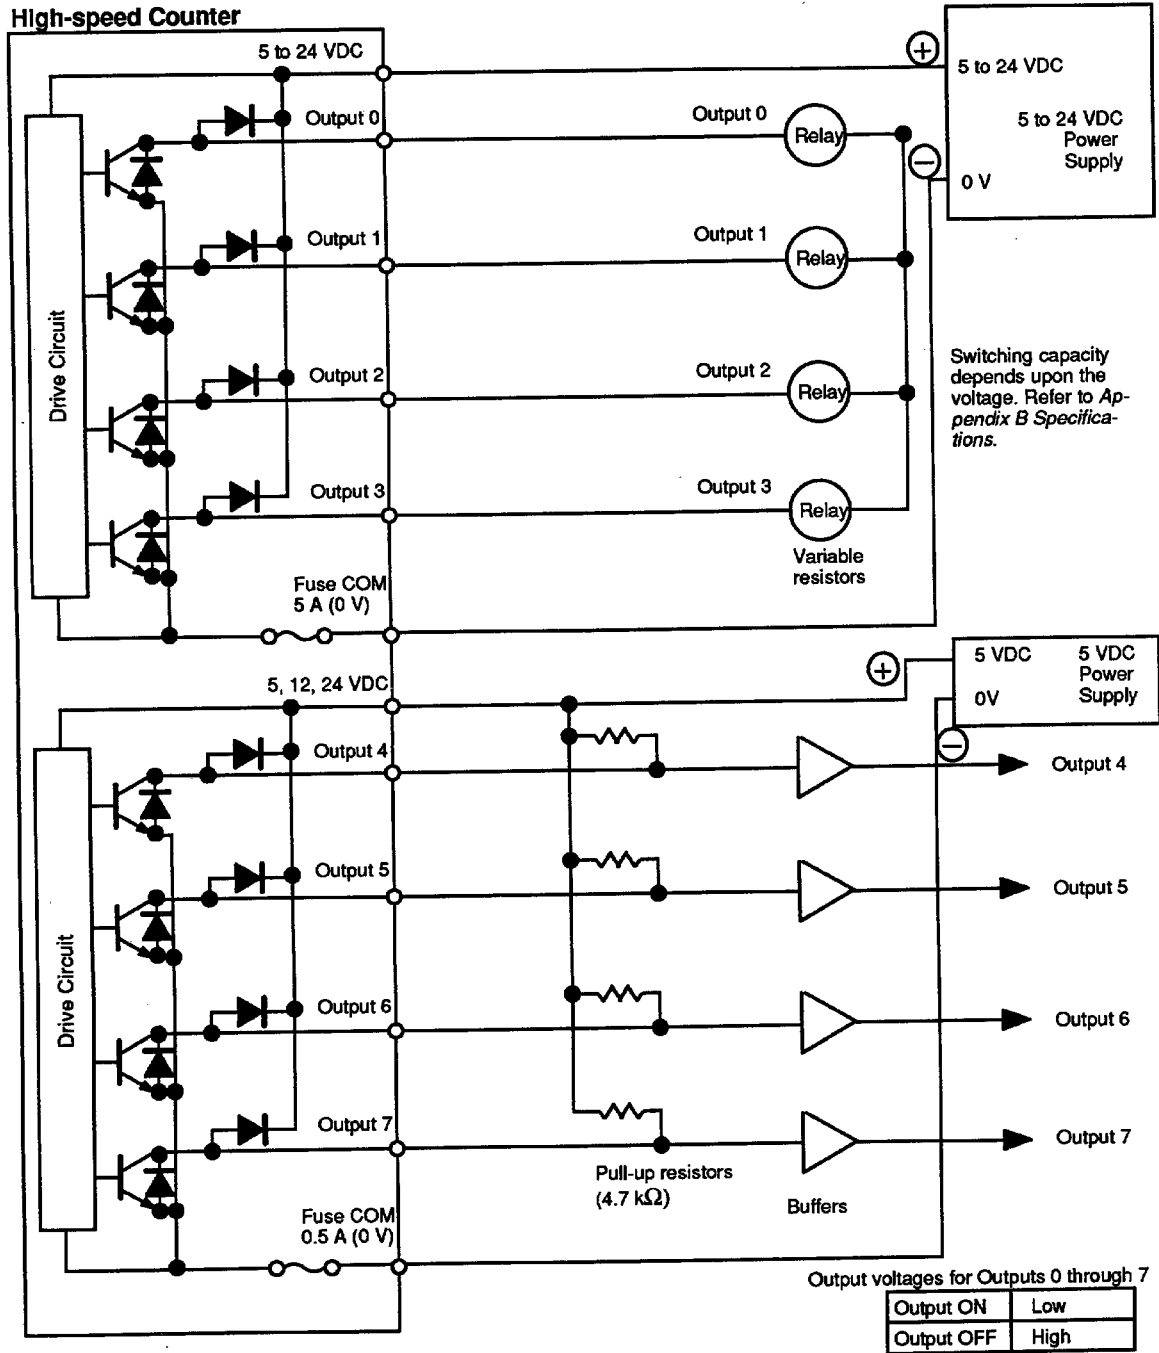 High-speed Counter
5 to 24 VDC
+
5 to 24 VDC
5 to 24 VDC
Power
Supply
−
0 V
Output 0
Output 0
Relay
Output 1
Output 1
Relay
Drive Circuit
Output 2
Output 2
Relay
Switching capacity
depends upon the
voltage. Refer to Ap-
pendix B Specifica-
tions.
Output 3
Output 3
Relay
Variable
resistors
Fuse COM
5 A (0 V)
5, 12, 24 VDC
+
5 VDC
5 VDC
Power
Supply
0V
−
Output 4
Output 4
Output 5
Output 5
Drive Circuit
Output 6
Output 6
Output 7
Output 7
Pull-up resistors
(4.7 kΩ)
Buffers
Fuse COM
0.5 A (0 V)
Output voltages for Outputs 0 through 7
Output ON Low
Output OFF High